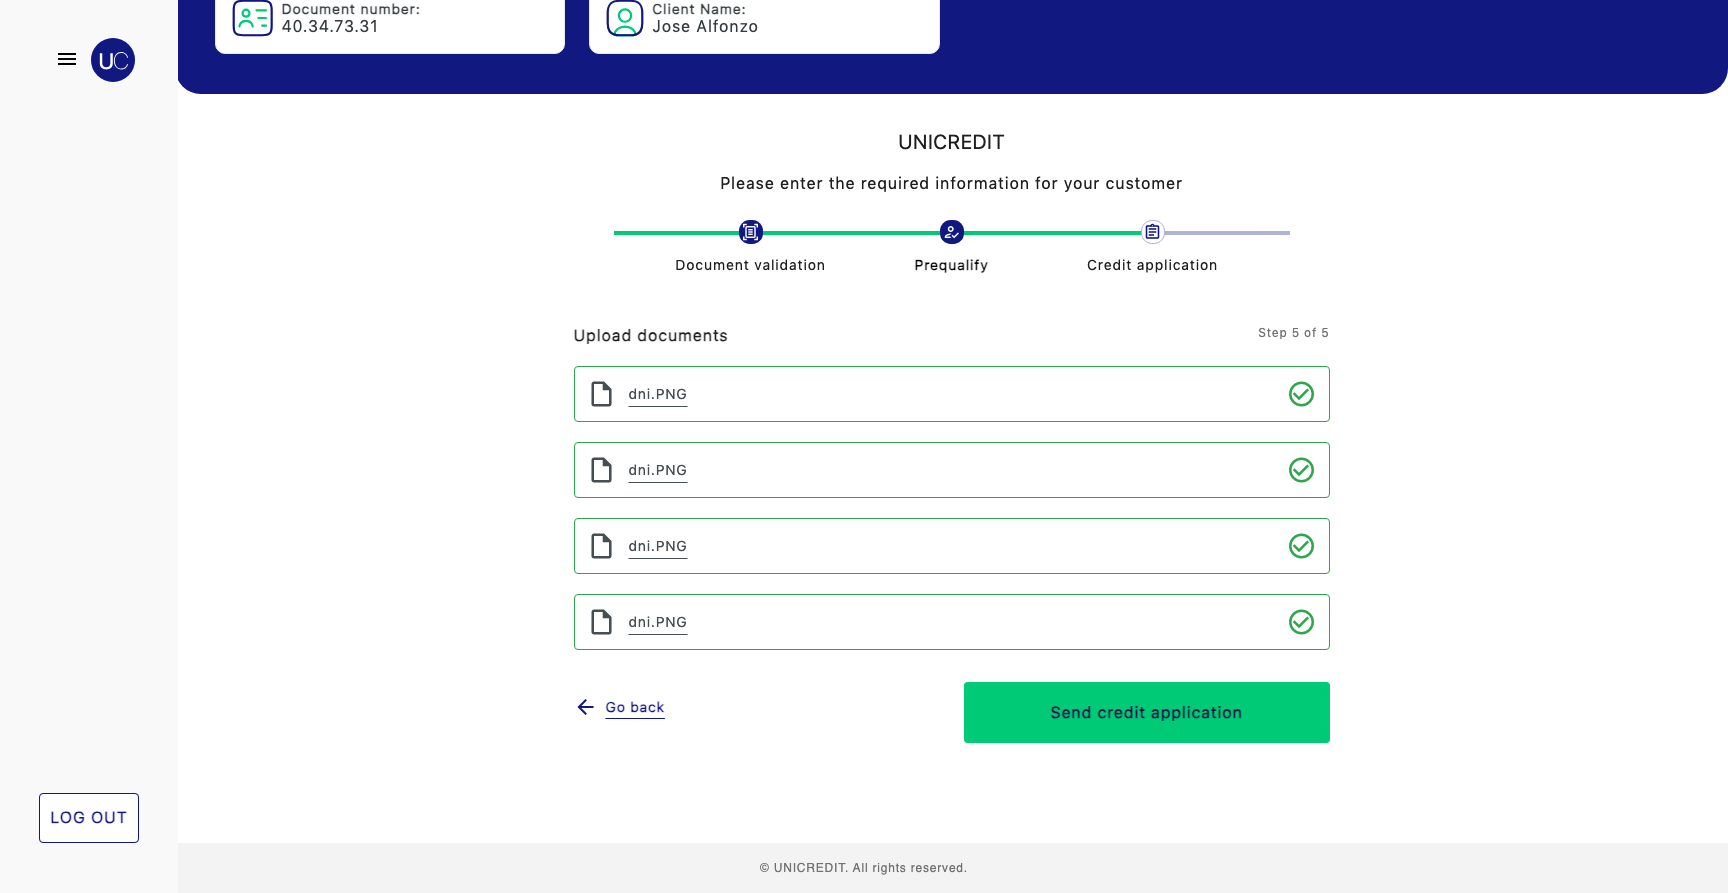 Document number:
40.34.73.31
Client Name:
Jose Alfonzo
UC
UNICREDIT
Please enter the required information for your customer
Document validation
Prequalify
Credit application
Upload documents
Step 5 of 5
dni.PNG
dni.PNG
dni.PNG
dni.PNG
Go back
Send credit application
LOG OUT
© UNICREDIT. All rights reserved.